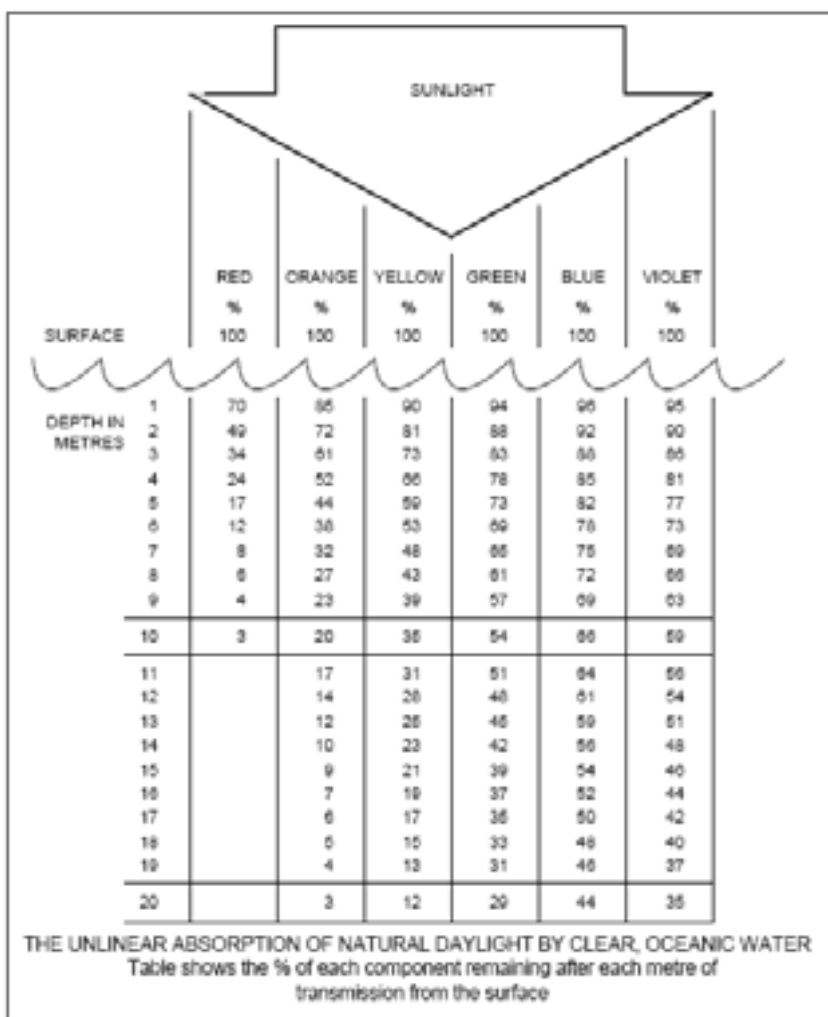 SUNLIGHT
RED ORANGE YELLOW GREEN BLUE VIOLET
% % % % % %
SURFACE 100 100 100 100 100 100
DEPTH IN METRES
1 70 85 90 94 96 95
2 49 72 81 88 92 90
3 34 61 73 83 88 86
4 24 52 66 78 85 81
5 17 44 59 73 82 77
6 12 38 53 69 78 73
7 8 32 48 65 75 69
8 6 27 43 61 72 66
9 4 23 39 57 69 63
10 3 20 35 54 66 59
11 17 31 51 64 56
12 14 28 48 61 54
13 12 25 45 59 51
14 10 23 42 56 48
15 9 21 39 54 46
16 7 19 37 52 44
17 6 17 35 50 42
18 5 15 33 48 40
19 4 13 31 46 37
20 3 12 29 44 35
THE UNLINEAR ABSORPTION OF NATURAL DAYLIGHT BY CLEAR, OCEANIC WATER
Table shows the % of each component remaining after each metre of
transmission from the surface